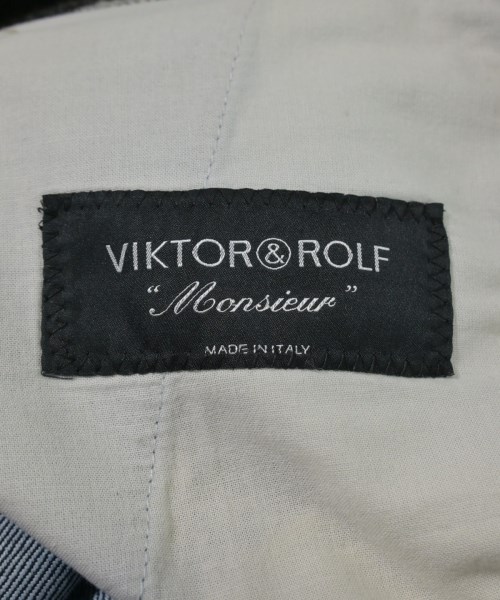 VIKTOR&ROLF
"Monsieur"
MADE IN ITALY